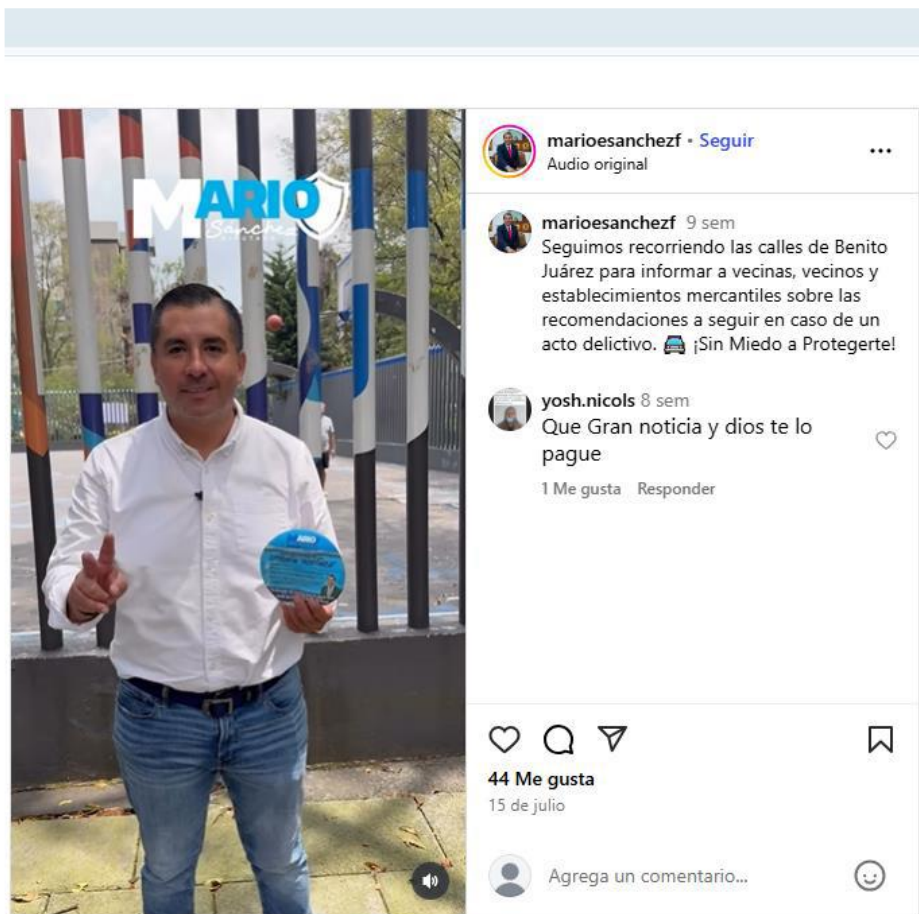 MARIO
Sánchez
marioesanchezf • Seguir
Audio original
marioesanchezf 9 sem
Seguimos recorriendo las calles de Benito
Juárez para informar a vecinas, vecinos y
establecimientos mercantiles sobre las
recomendaciones a seguir en caso de un
acto delictivo. 🚘 ¡Sin Miedo a Protegerte!
yosh.nicols 8 sem
Que Gran noticia y dios te lo
pague
1 Me gusta Responder
44 Me gusta
15 de julio
Agrega un comentario...